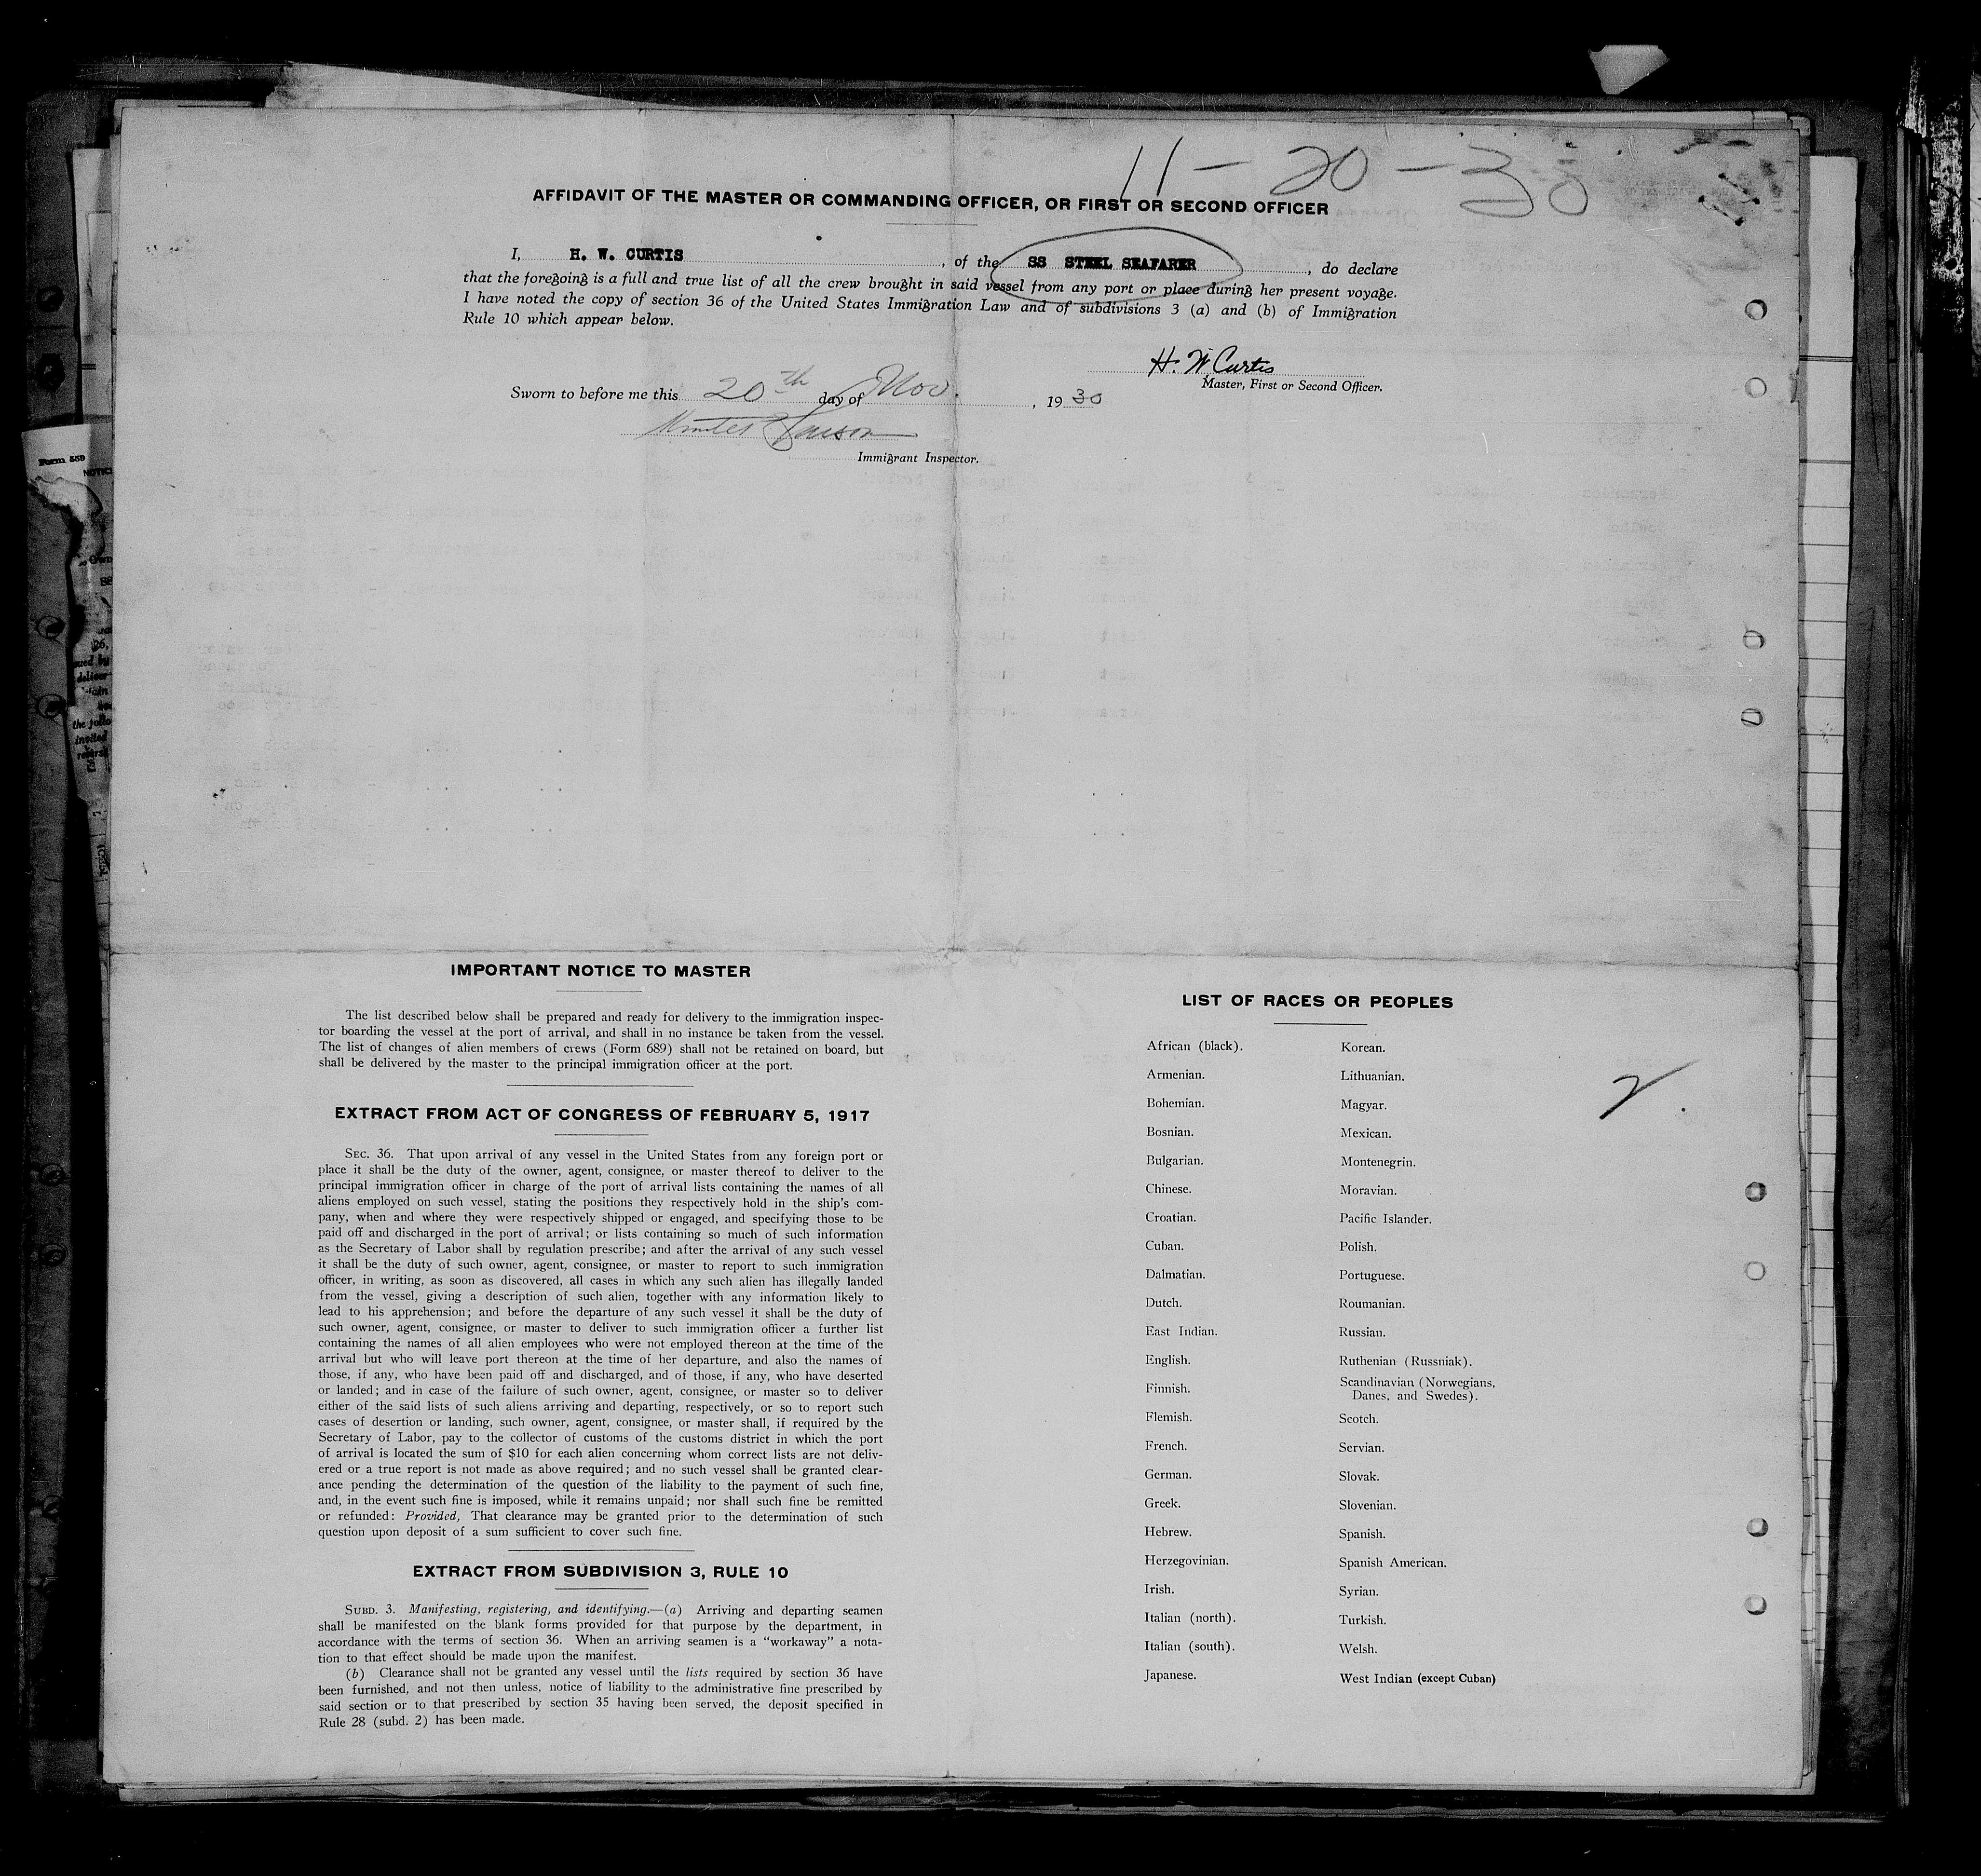 11-20-30
AFFIDAVIT OF THE MASTER OR COMMANDING OFFICER, OR FIRST OR SECOND OFFICER
I, H. W. CURTIS, of the SS STEEL SEAFARER, do declare
that the foregoing is a full and true list of all the crew brought in said vessel from any port or place during her present voyage.
I have noted the copy of section 36 of the United States Immigration Law and of subdivisions 3 (a) and (b) of Immigration
Rule 10 which appear below.
H. W. Curtis
Master, First or Second Officer.
Sworn to before me this 20th day of Nov., 1930
Immigrant Inspector.
Form 559
IMPORTANT NOTICE TO MASTER
The list described below shall be prepared and ready for delivery to the immigration inspec-
tor boarding the vessel at the port of arrival, and shall in no instance be taken from the vessel.
The list of changes of alien members of crews (Form 689) shall not be retained on board, but
shall be delivered by the master to the principal immigration officer at the port.
EXTRACT FROM ACT OF CONGRESS OF FEBRUARY 5, 1917
SEC. 36. That upon arrival of any vessel in the United States from any foreign port or
place it shall be the duty of the owner, agent, consignee, or master thereof to deliver to the
principal immigration officer in charge of the port of arrival lists containing the names of all
aliens employed on such vessel, stating the positions they respectively hold in the ship's com-
pany, when and where they were respectively shipped or engaged, and specifying those to be
paid off and discharged in the port of arrival; or lists containing so much of such information
as the Secretary of Labor shall by regulation prescribe; and after the arrival of any such vessel
it shall be the duty of such owner, agent, consignee, or master to report to such immigration
officer, in writing, as soon as discovered, all cases in which any such alien has illegally landed
from the vessel, giving a description of such alien, together with any information likely to
lead to his apprehension; and before the departure of any such vessel it shall be the duty of
such owner, agent, consignee, or master to deliver to such immigration officer a further list
containing the names of all alien employees who were not employed thereon at the time of the
arrival but who will leave port thereon at the time of her departure, and also the names of
those, if any, who have been paid off and discharged, and of those, if any, who have deserted
or landed; and in case of the failure of such owner, agent, consignee, or master so to deliver
either of the said lists of such aliens arriving and departing, respectively, or so to report such
cases of desertion or landing, such owner, agent, consignee, or master shall, if required by the
Secretary of Labor, pay to the collector of customs of the customs district in which the port
of arrival is located the sum of $10 for each alien concerning whom correct lists are not deliv-
ered or a true report is not made as above required; and no such vessel shall be granted clear-
ance pending the determination of the question of the liability to the payment of such fine,
and, in the event such fine is imposed, while it remains unpaid; nor shall such fine be remitted
or refunded: Provided, That clearance may be granted prior to the determination of such
question upon deposit of a sum sufficient to cover such fine.
EXTRACT FROM SUBDIVISION 3, RULE 10
SUBD. 3. Manifesting, registering, and identifying.—(a) Arriving and departing seamen
shall be manifested on the blank forms provided for that purpose by the department, in
accordance with the terms of section 36. When an arriving seamen is a "workaway" a nota-
tion to that effect should be made upon the manifest.
(b) Clearance shall not be granted any vessel until the lists required by section 36 have
been furnished, and not then unless, notice of liability to the administrative fine prescribed by
said section or to that prescribed by section 35 having been served, the deposit specified in
Rule 28 (subd. 2) has been made.
LIST OF RACES OR PEOPLES
African (black).
Armenian.
Bohemian.
Bosnian.
Bulgarian.
Chinese.
Croatian.
Cuban.
Dalmatian.
Dutch.
East Indian.
English.
Finnish.
Flemish.
French.
German.
Greek.
Hebrew.
Herzegovinian.
Irish.
Italian (north).
Italian (south).
Japanese.
Korean.
Lithuanian.
Magyar.
Mexican.
Montenegrin.
Moravian.
Pacific Islander.
Polish.
Portuguese.
Roumanian.
Russian.
Ruthenian (Russniak).
Scandinavian (Norwegians,
Danes, and Swedes).
Scotch.
Servian.
Slovak.
Slovenian.
Spanish.
Spanish American.
Syrian.
Turkish.
Welsh.
West Indian (except Cuban)
2